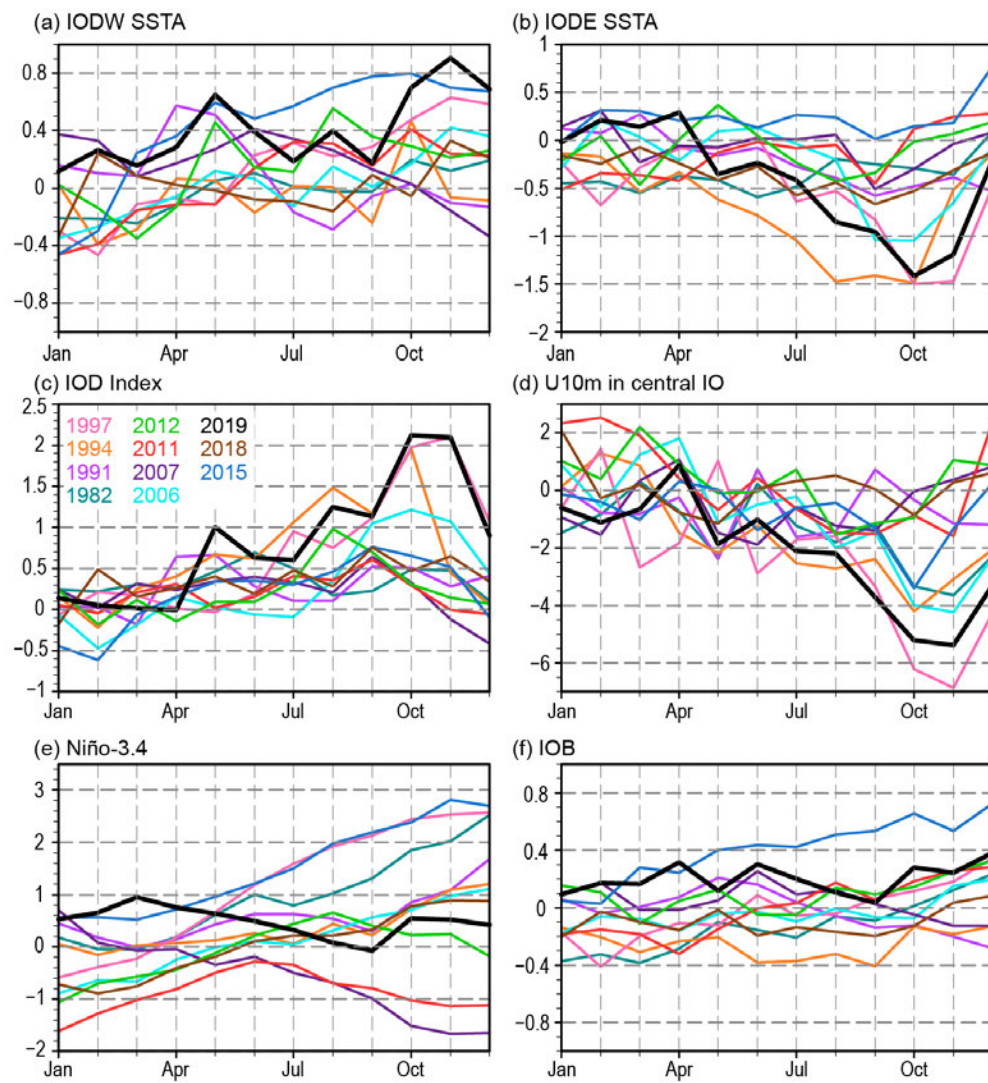 (a) IODW SSTA
0.8
0.4
0
−0.4
−0.8
Jan Apr Jul Oct
(b) IODE SSTA
1
0.5
0
−0.5
−1
−1.5
−2
Jan Apr Jul Oct
(c) IOD Index
2.5
2
1.5
1
0.5
0
−0.5
−1
1997 2012 2019
1994 2011 2018
1991 2007 2015
1982 2006
Jan Apr Jul Oct
(d) U10m in central IO
2
0
−2
−4
−6
Jan Apr Jul Oct
(e) Niño-3.4
3
2
1
0
−1
−2
Jan Apr Jul Oct
(f) IOB
0.8
0.4
0
−0.4
−0.8
Jan Apr Jul Oct